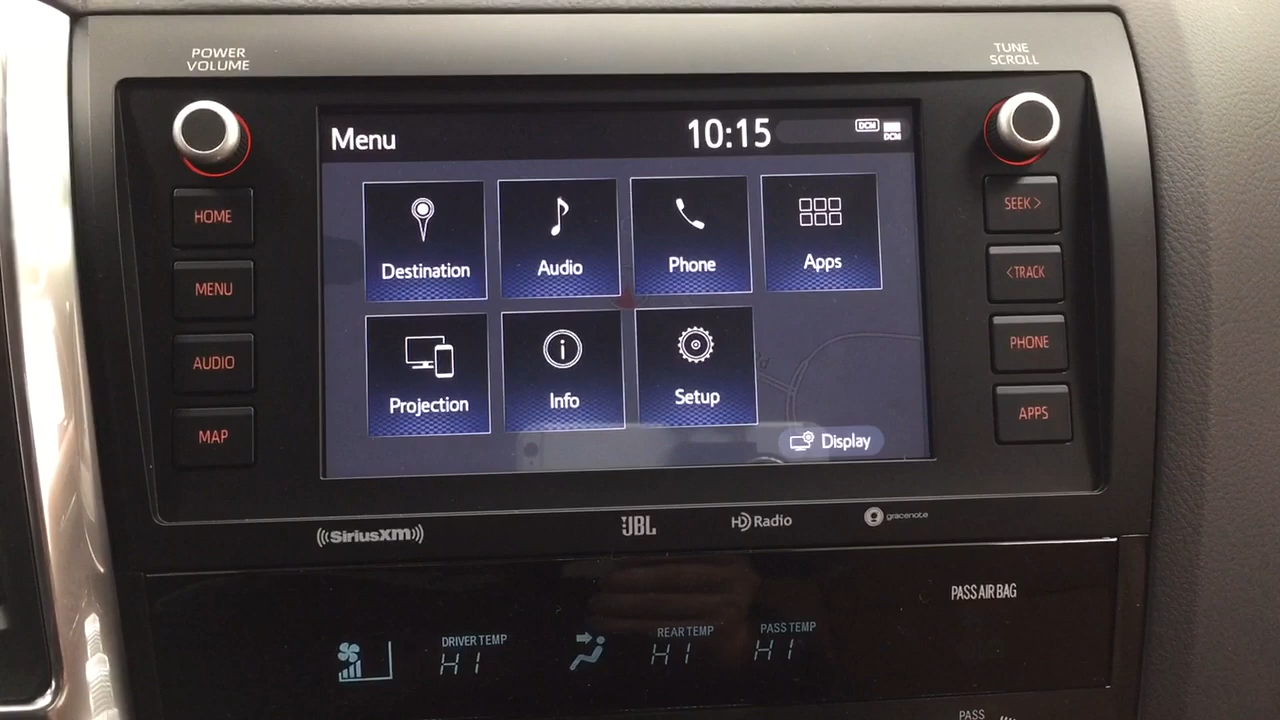 POWER
VOLUME
TUNE
SCROLL
Menu
10:15
DCM
DCM
HOME
MENU
AUDIO
MAP
Destination
Audio
Phone
Apps
Projection
Info
Setup
Display
SEEK >
< TRACK
PHONE
APPS
SiriusXM
JBL
HD Radio
gracenote
PASS AIR BAG
DRIVER TEMP
HI
REAR TEMP
HI
PASS TEMP
HI
PASS